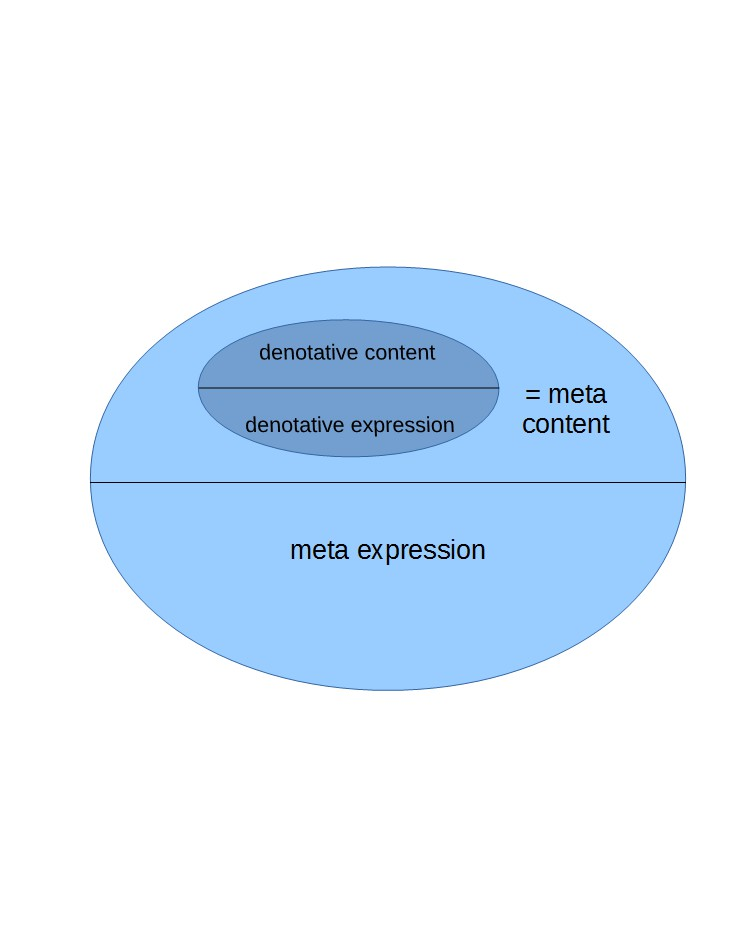 denotative content
denotative expression
= meta
content
meta expression